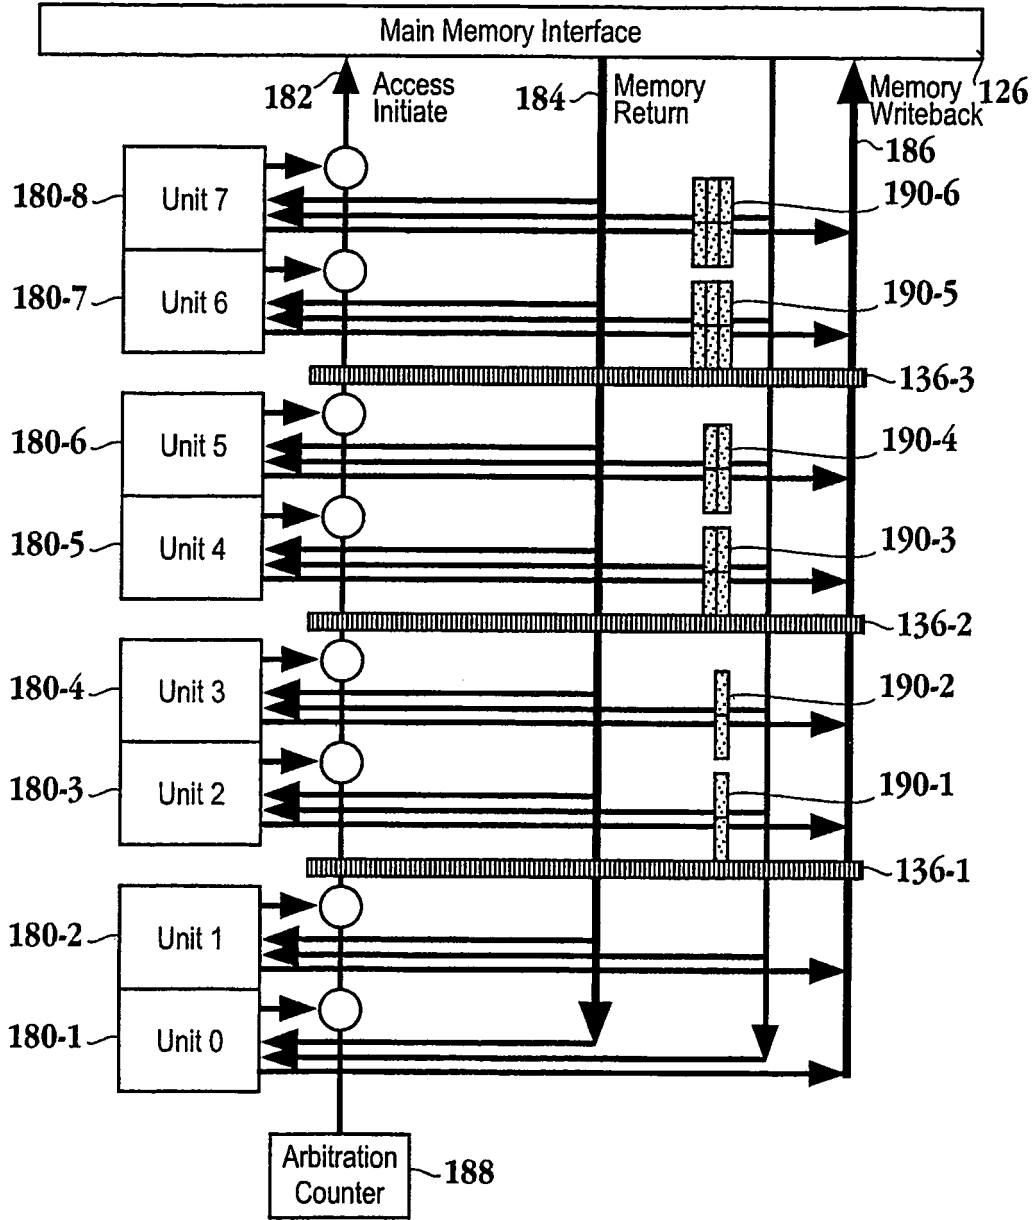 Main Memory Interface
182
Access
Initiate
184
Memory
Return
Memory
Writeback
126
186
180-8
Unit 7
190-6
180-7
Unit 6
190-5
136-3
180-6
Unit 5
190-4
180-5
Unit 4
190-3
136-2
180-4
Unit 3
190-2
180-3
Unit 2
190-1
136-1
180-2
Unit 1
180-1
Unit 0
Arbitration
Counter
188